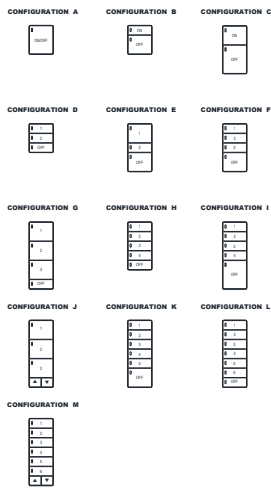 CONFIGURATION A
CONFIGURATION B
CONFIGURATION C
ON/OFF
ON
OFF
ON
OFF
CONFIGURATION D
CONFIGURATION E
CONFIGURATION F
1
2
OFF
1
2
OFF
1
2
3
OFF
CONFIGURATION G
CONFIGURATION H
CONFIGURATION I
1
2
3
OFF
1
2
3
4
OFF
1
2
3
4
OFF
CONFIGURATION J
CONFIGURATION K
CONFIGURATION L
1
2
3
1
2
3
4
5
OFF
1
2
3
4
5
6
OFF
CONFIGURATION M
1
2
3
4
5
6